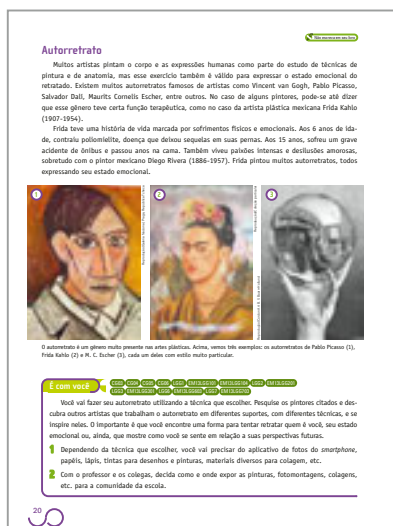 Não escreva em seu livro
Autorretrato
Muitos artistas pintam o corpo e as expressões humanas como parte do estudo de técnicas de
pintura e de anatomia, mas esse exercício também é válido para expressar o estado emocional do
retratado. Existem muitos autorretratos famosos de artistas como Vincent van Gogh, Pablo Picasso,
Salvador Dalí, Maurits Cornelis Escher, entre outros. No caso de alguns pintores, pode-se até dizer
que esse gênero teve certa função terapêutica, como no caso da artista plástica mexicana Frida Kahlo
(1907-1954).
Frida teve uma história de vida marcada por sofrimentos físicos e emocionais. Aos 6 anos de ida-
de, contraiu poliomielite, doença que deixou sequelas em suas pernas. Aos 15 anos, sofreu um grave
acidente de ônibus e passou anos na cama. Também viveu paixões intensas e desilusões amorosas,
sobretudo com o pintor mexicano Diego Rivera (1886-1957). Frida pintou muitos autorretratos, todos
expressando seu estado emocional.
1
2
3
O autorretrato é um gênero muito presente nas artes plásticas. Acima, vemos três exemplos: os autorretratos de Pablo Picasso (1),
Frida Kahlo (2) e M. C. Escher (3), cada um deles com estilo muito particular.
É com você
Você vai fazer seu autorretrato utilizando a técnica que escolher. Pesquise os pintores citados e des-
cubra outros artistas que trabalham o autorretrato em diferentes suportes, com diferentes técnicas, e se
inspire neles. O importante é que você encontre uma forma para tentar retratar quem é você, seu estado
emocional ou, ainda, que mostre como você se sente em relação a suas perspectivas futuras.
1 Dependendo da técnica que escolher, você vai precisar do aplicativo de fotos do smartphone,
papéis, lápis, tintas para desenhos e pinturas, materiais diversos para colagem, etc.
2 Com o professor e os colegas, decida como e onde expor as pinturas, fotomontagens, colagens,
etc. para a comunidade da escola.
20